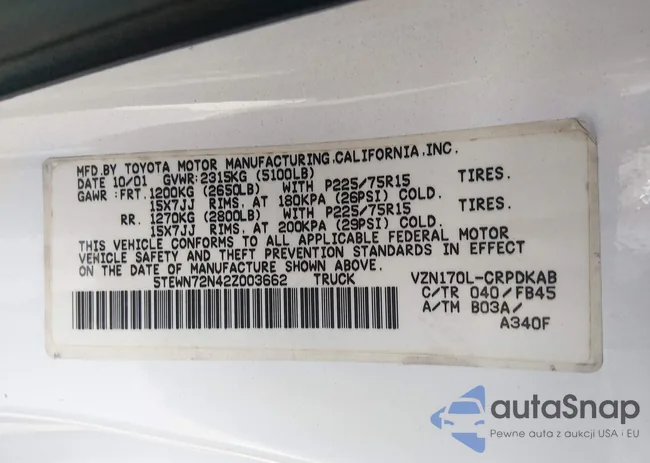 MFD.BY TOYOTA MOTOR MANUFACTURING,CALIFORNIA,INC.
DATE 10/01 GVWR:2315KG (5100LB)
GAWR :FRT. 1200KG (2650LB) WITH P225/75R15 TIRES.
15X7JJ RIMS, AT 180KPA (26PSI) COLD.
RR. 1270KG (2800LB) WITH P225/75R15 TIRES.
15X7JJ RIMS, AT 200KPA (29PSI) COLD.
THIS VEHICLE CONFORMS TO ALL APPLICABLE FEDERAL MOTOR
VEHICLE SAFETY AND THEFT PREVENTION STANDARDS IN EFFECT
ON THE DATE OF MANUFACTURE SHOWN ABOVE.
5TEWN72N42Z003662 TRUCK VZN170L-CRPDKAB
C/TR 040/FB45
A/TM B03A/
A340F
autaSnap
Pewne auta z aukcji USA i EU